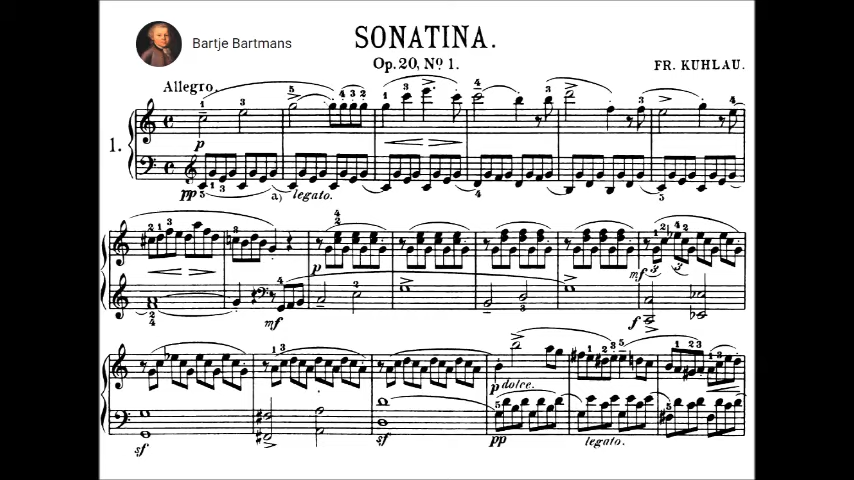 Bartje Bartmans
SONATINA.
Op. 20, No. 1.
FR. KUHLAU.
Allegro.
1.
p
pp
a) legato.
p
mf
mf
f
p dolce.
sf
sf
pp
legato.